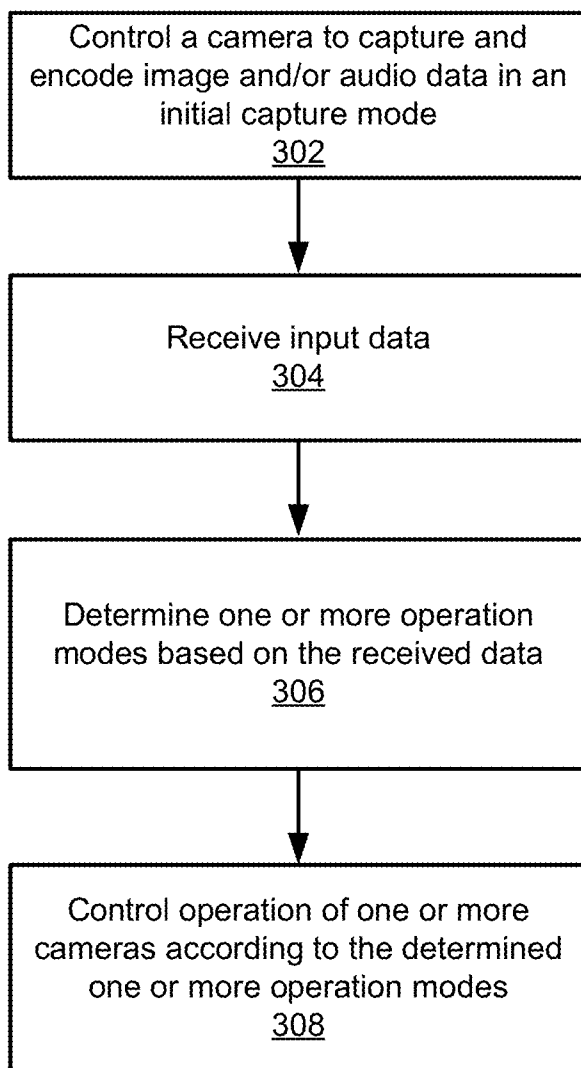 Control a camera to capture and
encode image and/or audio data in an
initial capture mode
302
Receive input data
304
Determine one or more operation
modes based on the received data
306
Control operation of one or more
cameras according to the determined
one or more operation modes
308